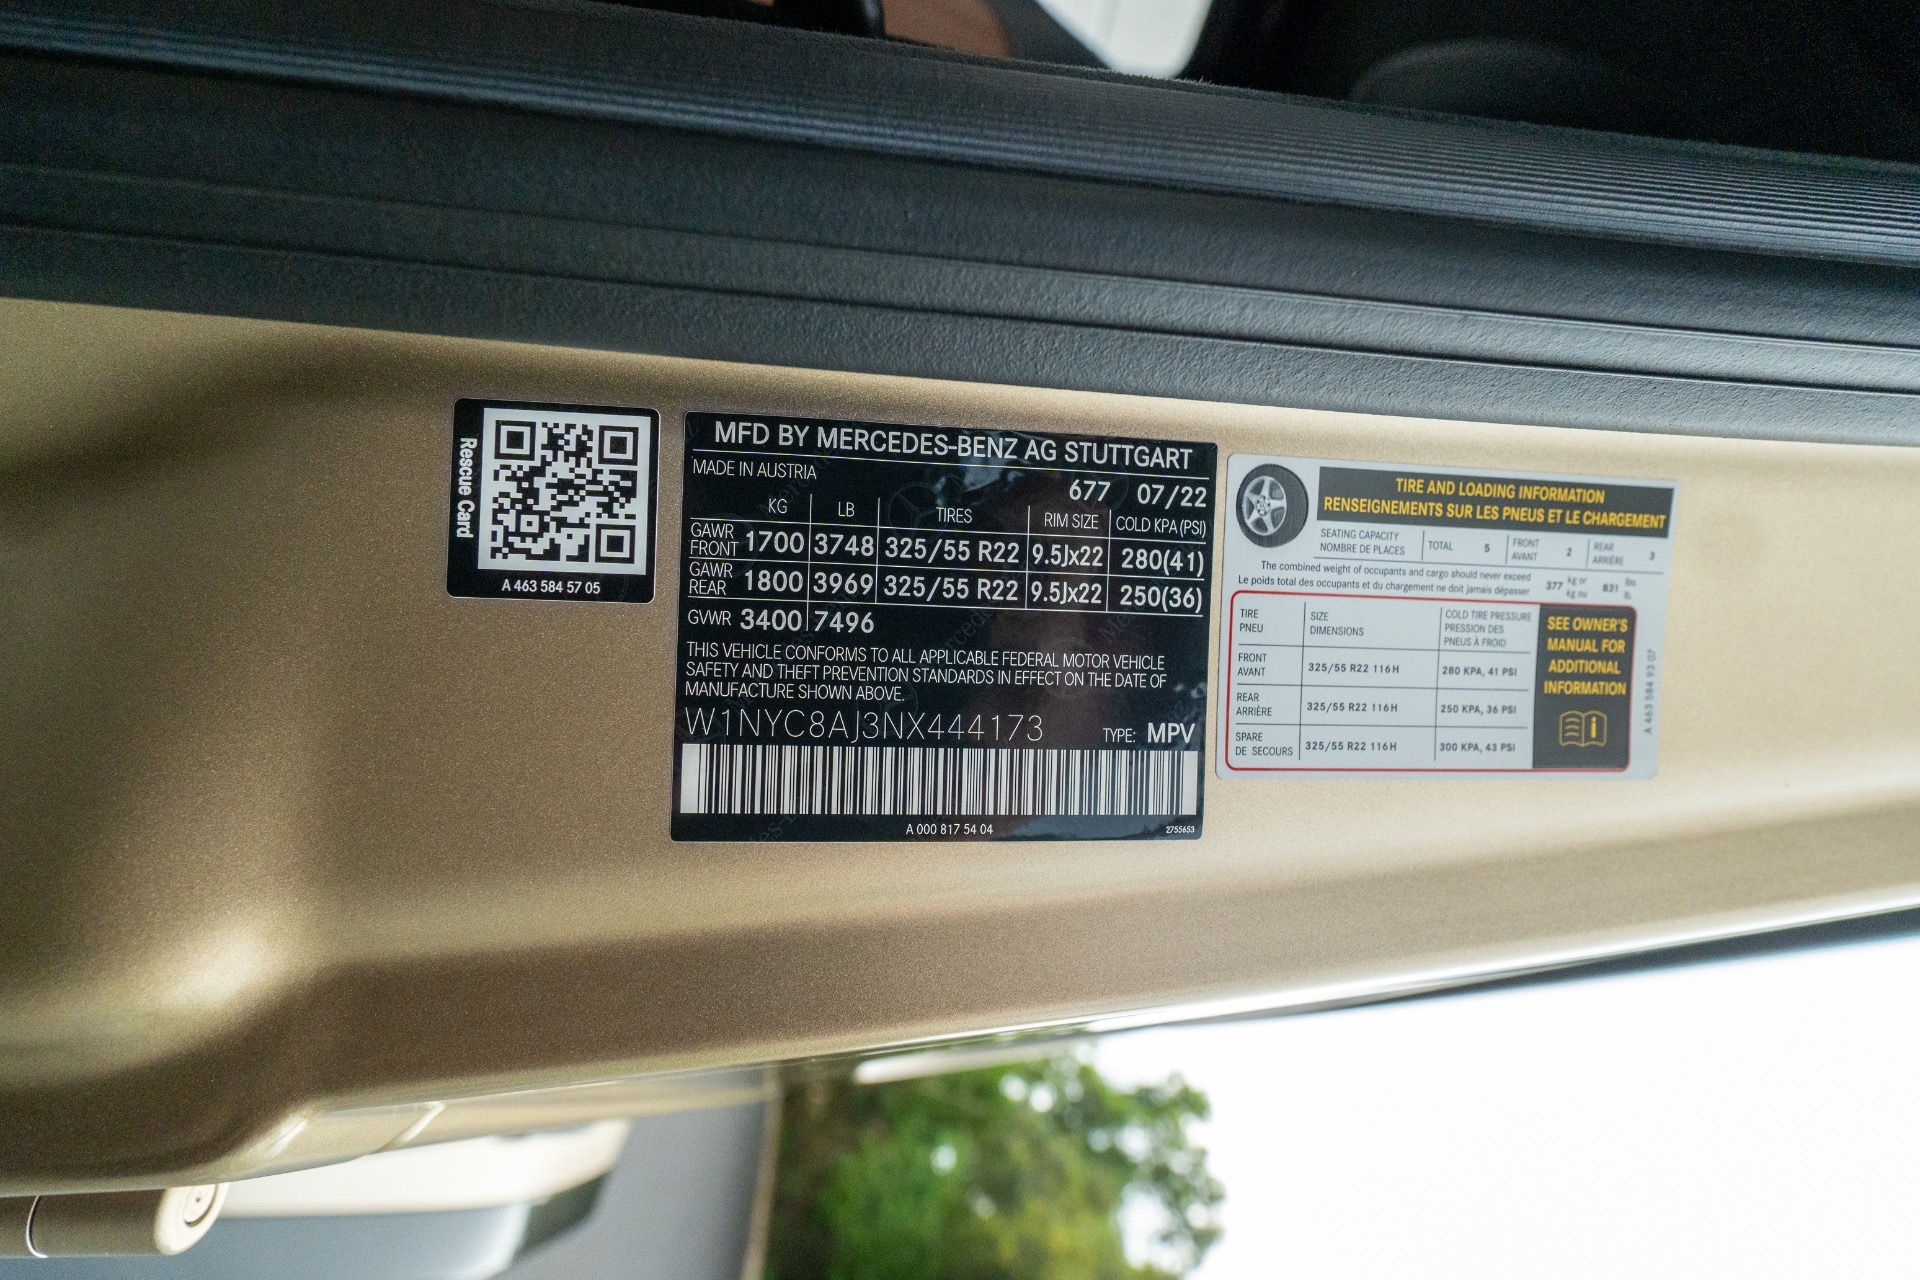 Rescue Card
A 463 584 57 05
MFD BY MERCEDES-BENZ AG STUTTGART
MADE IN AUSTRIA
677 07/22
KG LB TIRES RIM SIZE COLD KPA (PSI)
GAWR FRONT 1700 3748 325/55 R22 9.5Jx22 280(41)
GAWR REAR 1800 3969 325/55 R22 9.5Jx22 250(36)
GVWR 3400 7496
THIS VEHICLE CONFORMS TO ALL APPLICABLE FEDERAL MOTOR VEHICLE
SAFETY AND THEFT PREVENTION STANDARDS IN EFFECT ON THE DATE OF
MANUFACTURE SHOWN ABOVE.
W1NYC8AJ3NX444173 TYPE: MPV
A 000 817 54 04
2755653
TIRE AND LOADING INFORMATION
RENSEIGNEMENTS SUR LES PNEUS ET LE CHARGEMENT
SEATING CAPACITY
NOMBRE DE PLACES
TOTAL 5
FRONT
AVANT
2
REAR
ARRIÈRE
3
The combined weight of occupants and cargo should never exceed
Le poids total des occupants et du chargement ne doit jamais dépasser
377 kg or
kg ou
831 lbs.
lb.
TIRE
PNEU
SIZE
DIMENSIONS
COLD TIRE PRESSURE
PRESSION DES
PNEUS À FROID
FRONT
AVANT
325/55 R22 116H
280 KPA, 41 PSI
REAR
ARRIÈRE
325/55 R22 116H
250 KPA, 36 PSI
SPARE
DE SECOURS
325/55 R22 116H
300 KPA, 43 PSI
SEE OWNER'S
MANUAL FOR
ADDITIONAL
INFORMATION
A 463 584 93 07